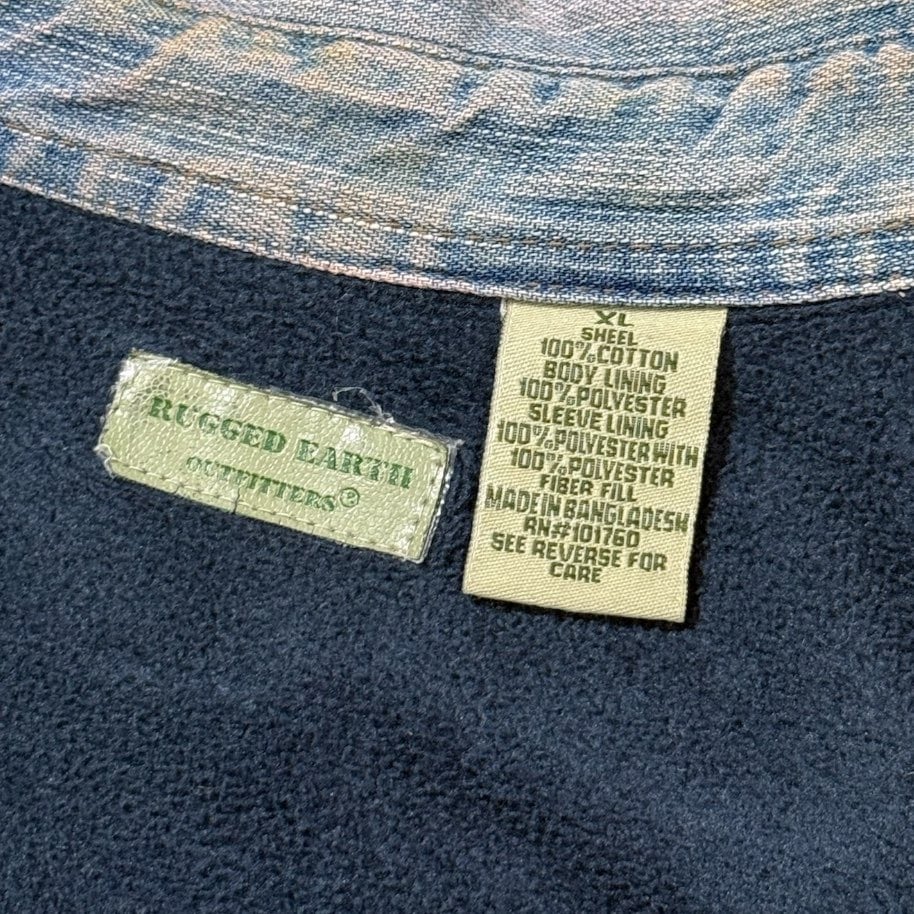 RUGGED EARTH
OUTFITTERS®
XL
SHEEL
100%COTTON
BODY LINING
100%POLYESTER
SLEEVE LINING
100%POLYESTER WITH
100%POLYESTER
FIBER FILL
MADE IN BANGLADESH
RN#101760
SEE REVERSE FOR
CARE